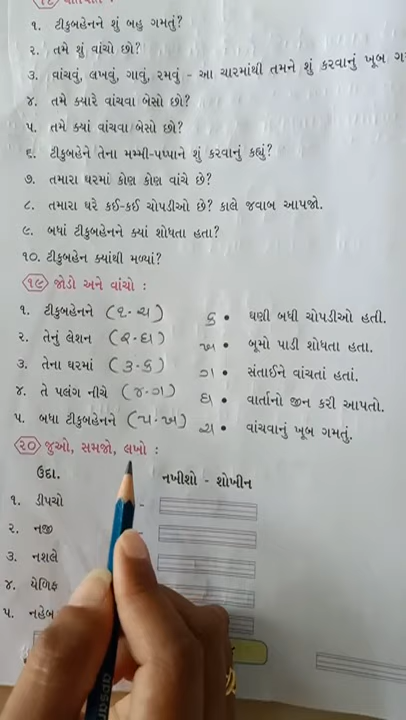 ૧. ટીકુબહેનને શું બહુ ગમતું?
૨. તમે શું વાંચો છો?
૩. વાંચવું, લખવું, ગાવું, રમવું - આ ચારમાંથી તમને શું કરવાનું ખૂબ
૪. તમે ક્યારે વાંચવા બેસો છો?
૫. તમે ક્યાં વાંચવા બેસો છો?
૬. ટીકુબહેને તેના મમ્મી-પપ્પાને શું કરવાનું કહ્યું?
૭. તમારા ઘરમાં કોણ કોણ વાંચે છે?
૮. તમારા ઘરે કઈ-કઈ ચોપડીઓ છે? કાલે જવાબ આપજો.
૯. બધાં ટીકુબહેનને ક્યાં શોધતા હતા?
૧૦. ટીકુબહેન ક્યાંથી મળ્યાં?
૧૯ જોડો અને વાંચો :
૧. ટીકુબહેનને (૧-ચ) ક • ઘણી બધી ચોપડીઓ હતી.
૨. તેનું લેશન (૨-ઘ) ખ • બૂમો પાડી શોધતા હતા.
૩. તેના ઘરમાં (૩-ક) ગ • સંતાઈને વાંચતાં હતાં.
૪. તે પલંગ નીચે (૪-ગ) ઘ • વાર્તાનો જીન કરી આપતો.
૫. બધા ટીકુબહેનને (૫-ખ) ચ • વાંચવાનું ખૂબ ગમતું.
૨૦ જુઓ, સમજો, લખો :
ઉદા. નખીશો - શોખીન
૧. ડીપચો -
૨. નજી -
૩. નશલે
૪. યેળિફ
૫. નહેબ